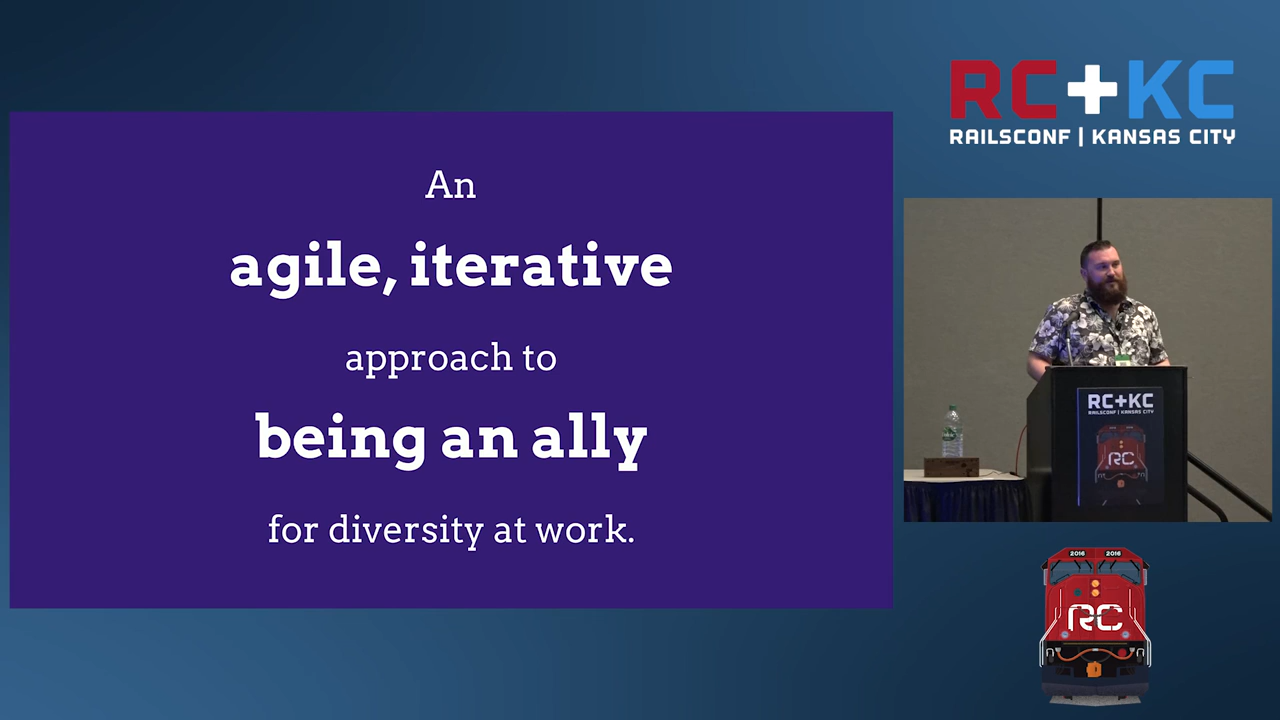 An
agile, iterative
approach to
being an ally
for diversity at work.
RC+KC
RAILSCONF | KANSAS CITY
RC+KC
RAILSCONF | KANSAS CITY
RC
2016 2016
RC